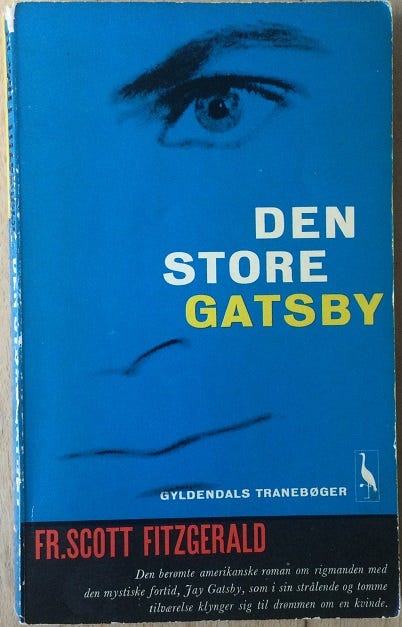 DEN
STORE
GATSBY
GYLDENDALS TRANEBØGER
FR.SCOTT FITZGERALD
Den berømte amerikanske roman om rigmanden med
den mystiske fortid, Jay Gatsby, som i sin strålende og tomme
tilværelse klynger sig til drømmen om en kvinde.